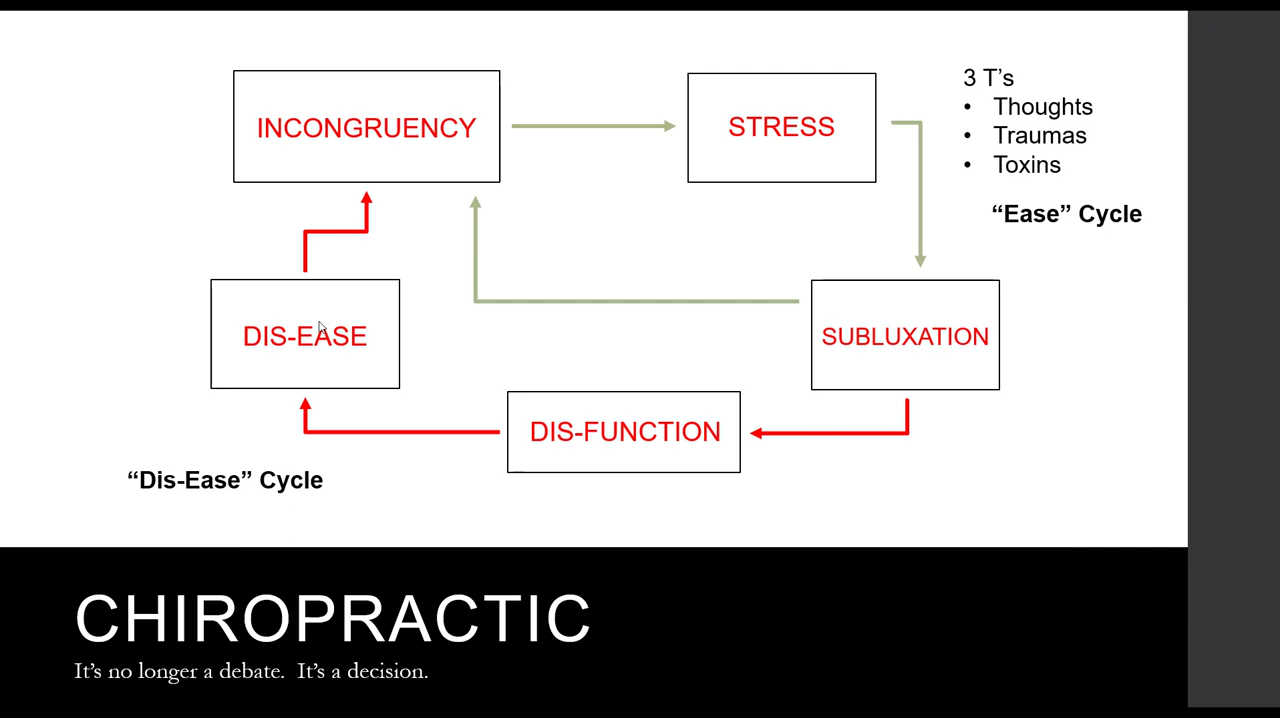 INCONGRUENCY
STRESS
3 T’s
• Thoughts
• Traumas
• Toxins
“Ease” Cycle
DIS-EASE
SUBLUXATION
DIS-FUNCTION
“Dis-Ease” Cycle
CHIROPRACTIC
It’s no longer a debate.  It’s a decision.